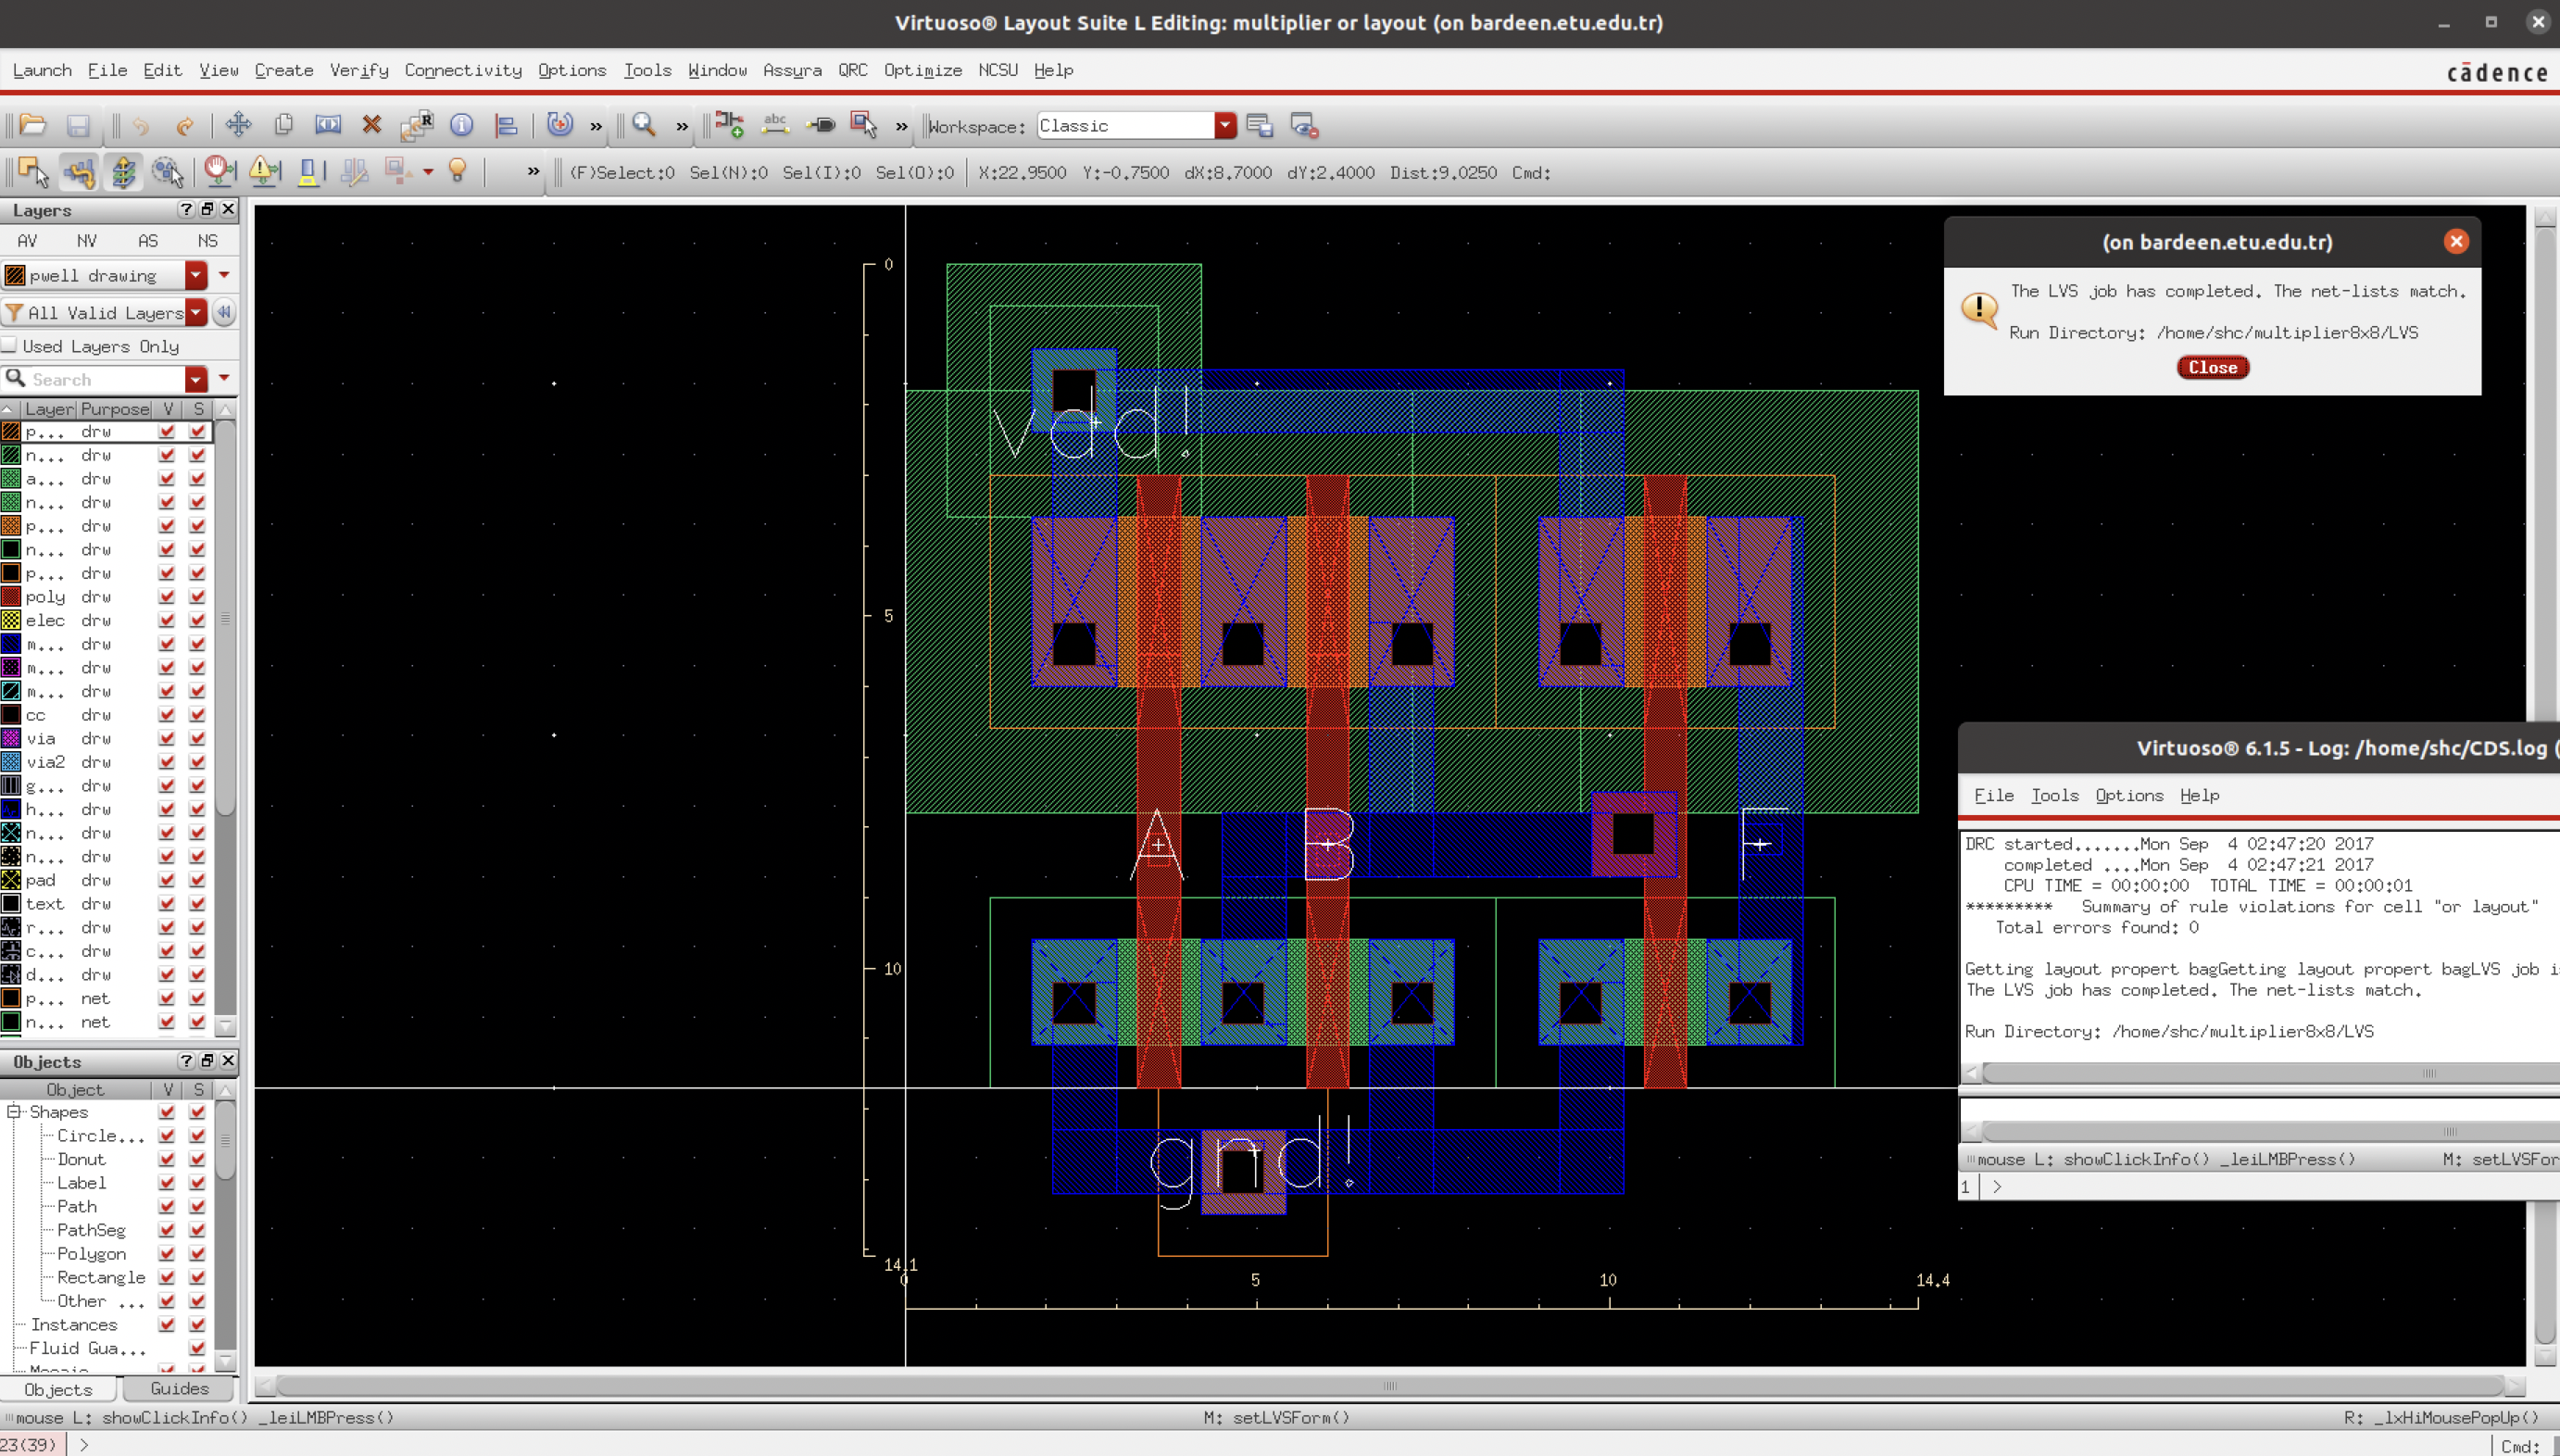 Virtuoso® Layout Suite L Editing: multiplier or layout (on bardeen.etu.edu.tr)
Launch File Edit View Create Verify Connectivity Options Tools Window Assura QRC Optimize NCSU Help
cādence
Workspace: Classic
(F)Select:0 Sel(N):0 Sel(I):0 Sel(O):0 X:22.9500 Y:-0.7500 dX:8.7000 dY:2.4000 Dist:9.0250 Cmd:
Layers
AV NV AS NS
pwell drawing
All Valid Layers
Used Layers Only
Search
Layer Purpose V S
p... drw
n... drw
a... drw
n... drw
p... drw
n... drw
p... drw
poly drw
elec drw
m... drw
m... drw
m... drw
cc drw
via drw
via2 drw
g... drw
h... drw
n... drw
n... drw
pad drw
text drw
r... drw
c... drw
d... drw
p... net
n... net
Objects
Object V S
Shapes
Circle...
Donut
Label
Path
PathSeg
Polygon
Rectangle
Other ...
Instances
Fluid Gua...
Mosaic
Objects Guides
0
5
10
14.1
0 5 10 14.4
vdd!
A B F
gnd!
(on bardeen.etu.edu.tr)
The LVS job has completed. The net-lists match.
Run Directory: /home/shc/multiplier8x8/LVS
Close
Virtuoso® 6.1.5 - Log: /home/shc/CDS.log (
File Tools Options Help
DRC started.......Mon Sep 4 02:47:20 2017
completed ....Mon Sep 4 02:47:21 2017
CPU TIME = 00:00:00 TOTAL TIME = 00:00:01
********* Summary of rule violations for cell "or layout"
Total errors found: 0
Getting layout propert bagGetting layout propert bagLVS job i
The LVS job has completed. The net-lists match.
Run Directory: /home/shc/multiplier8x8/LVS
mouse L: showClickInfo() _leiLMBPress() M: setLVSFor
1 >
mouse L: showClickInfo() _leiLMBPress() M: setLVSForm() R: _lxHiMousePopUp()
23(39) > Cmd: